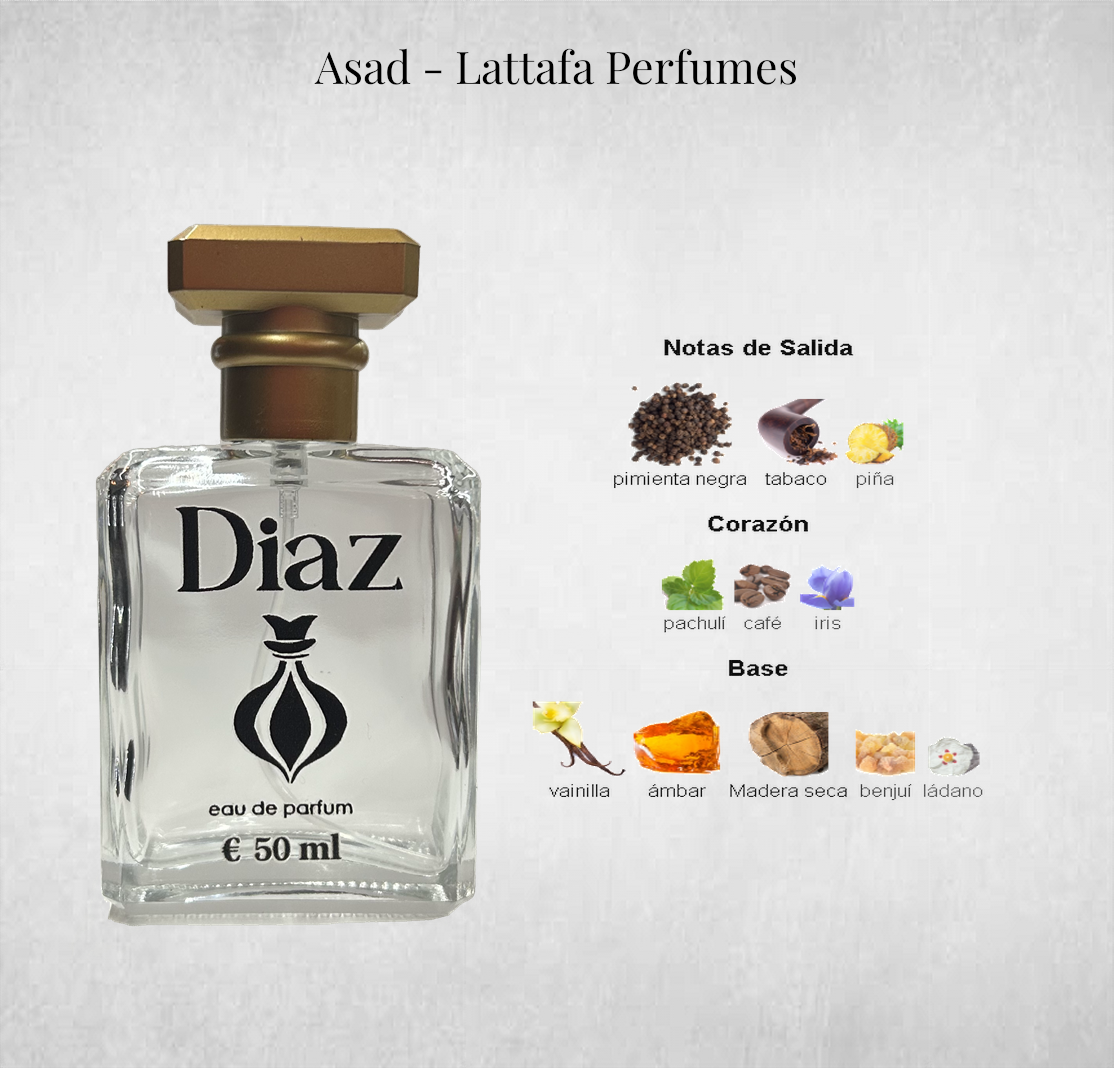 Asad - Lattafa Perfumes
Diaz
eau de parfum
€ 50 ml
Notas de Salida
pimienta negra tabaco piña
Corazón
pachulí café iris
Base
vainilla ámbar Madera seca benjuí ládano